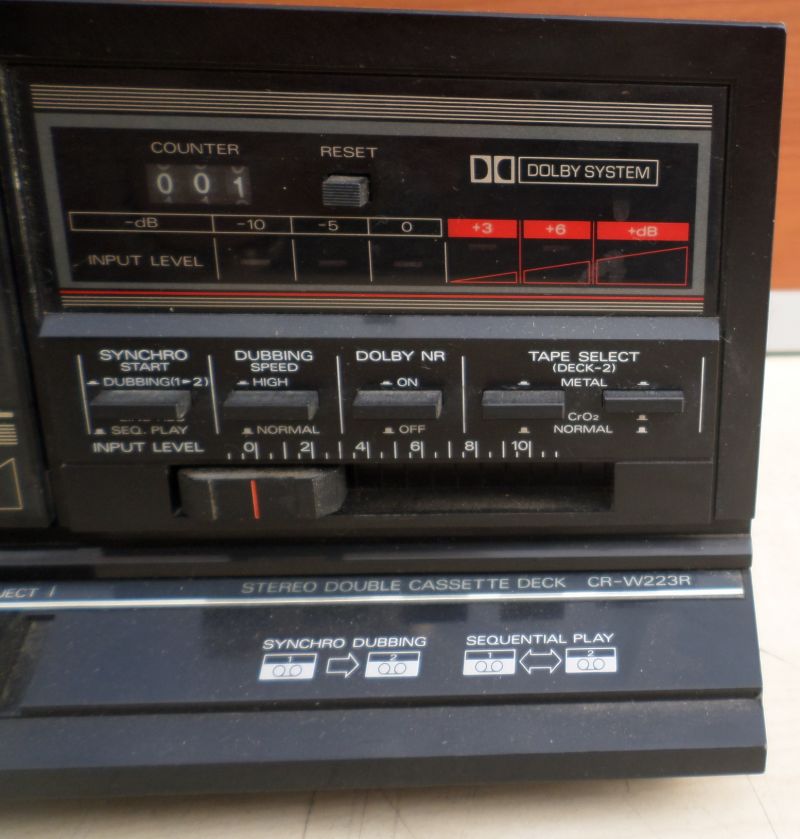 COUNTER RESET
001
DOLBY SYSTEM
-dB -10 -5 0 +3 +6 +dB
INPUT LEVEL
SYNCHRO START
DUBBING(1►2)
SEQ. PLAY
DUBBING SPEED
HIGH
NORMAL
DOLBY NR
ON
OFF
TAPE SELECT
(DECK-2)
METAL
CrO₂
NORMAL
INPUT LEVEL 0 2 4 6 8 10
STEREO DOUBLE CASSETTE DECK CR-W223R
SYNCHRO DUBBING
1 2
SEQUENTIAL PLAY
1 2